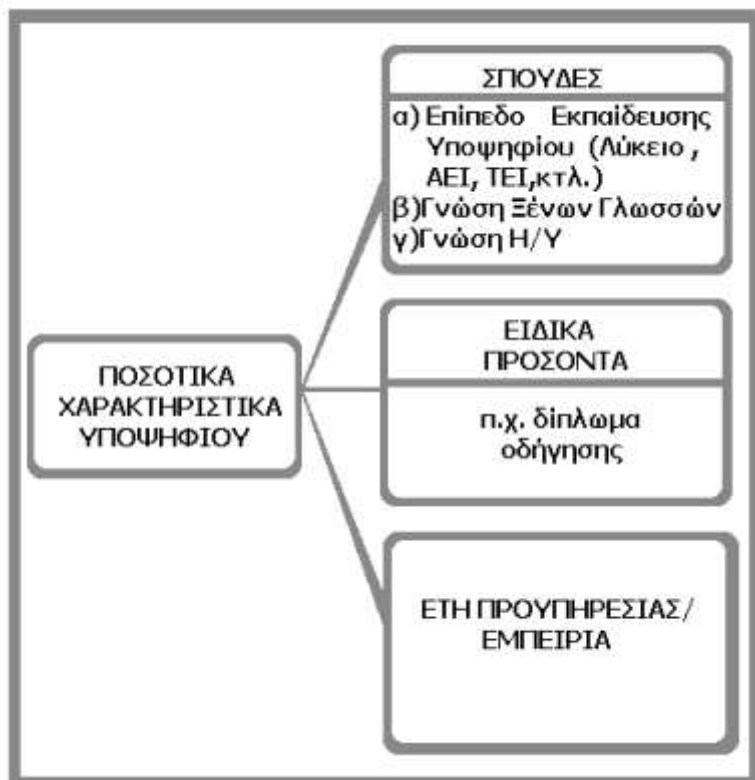 ΠΟΣΟΤΙΚΑ
ΧΑΡΑΚΤΗΡΙΣΤΙΚΑ
ΥΠΟΨΗΦΙΟΥ
ΣΠΟΥΔΕΣ
α) Επίπεδο Εκπαίδευσης
Υποψηφίου (Λύκειο ,
ΑΕΙ, ΤΕΙ,κτλ.)
β)Γνώση Ξένων Γλωσσών
γ)Γνώση Η/Υ
ΕΙΔΙΚΑ
ΠΡΟΣΟΝΤΑ
π.χ. δίπλωμα
οδήγησης
ΕΤΗ ΠΡΟΥΠΗΡΕΣΙΑΣ/
ΕΜΠΕΙΡΙΑ